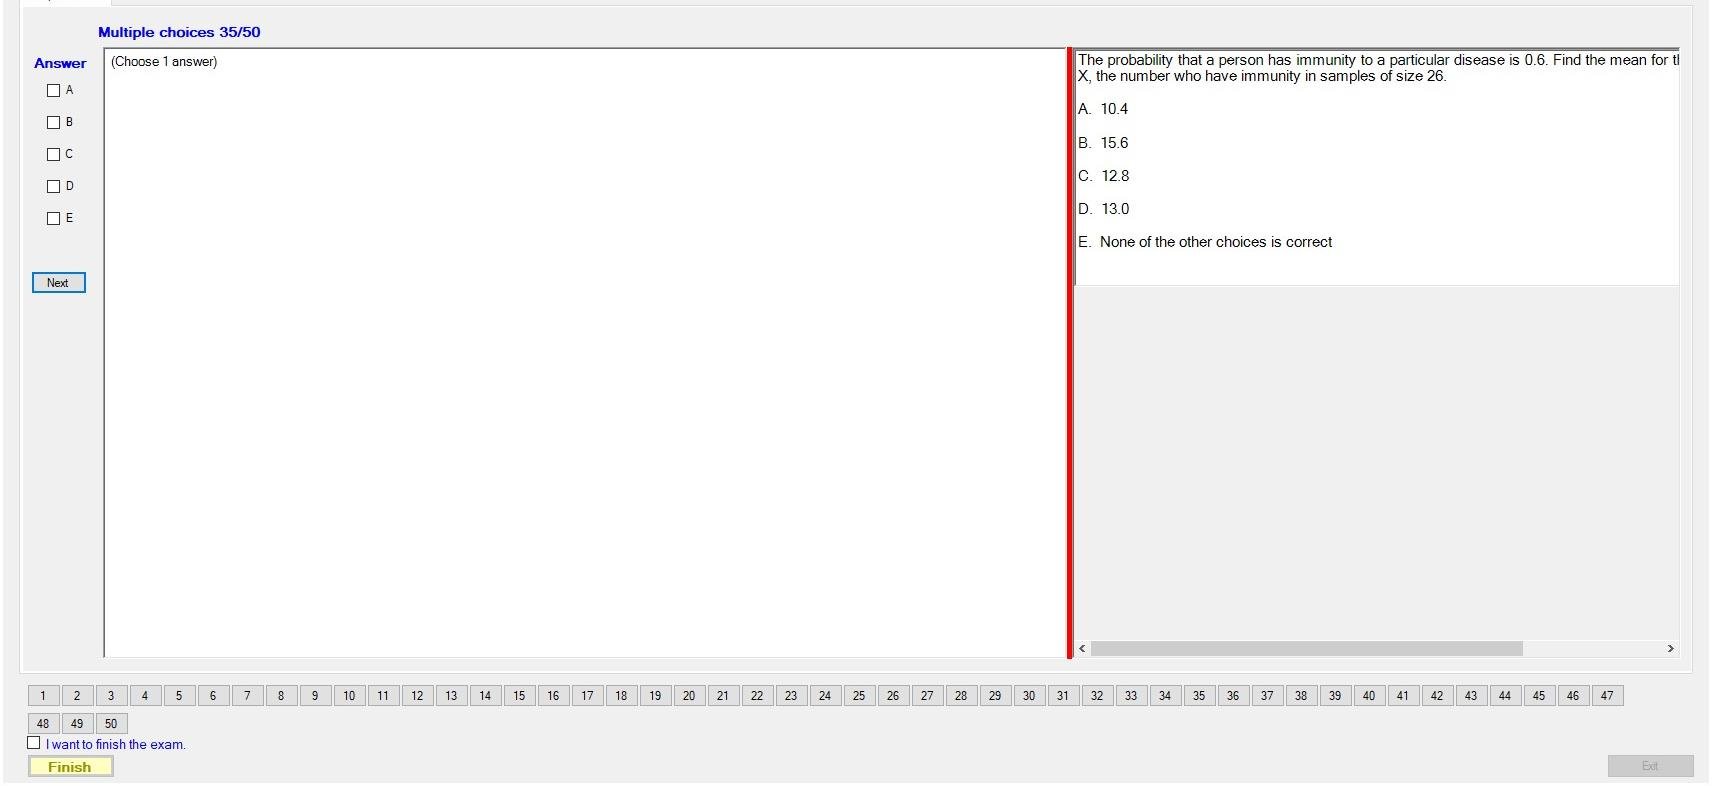 Multiple choices 35/50
Answer
(Choose 1 answer)
A
B
C
D
E
Next
The probability that a person has immunity to a particular disease is 0.6. Find the mean for
X, the number who have immunity in samples of size 26.
A. 10.4
B. 15.6
C. 12.8
D. 13.0
E. None of the other choices is correct
1 2 3 4 5 6 7 8 9 10 11 12 13 14 15 16 17 18 19 20 21 22 23 24 25 26 27 28 29 30 31 32 33 34 35 36 37 38 39 40 41 42 43 44 45 46 47
48 49 50
I want to finish the exam.
Finish
Exit